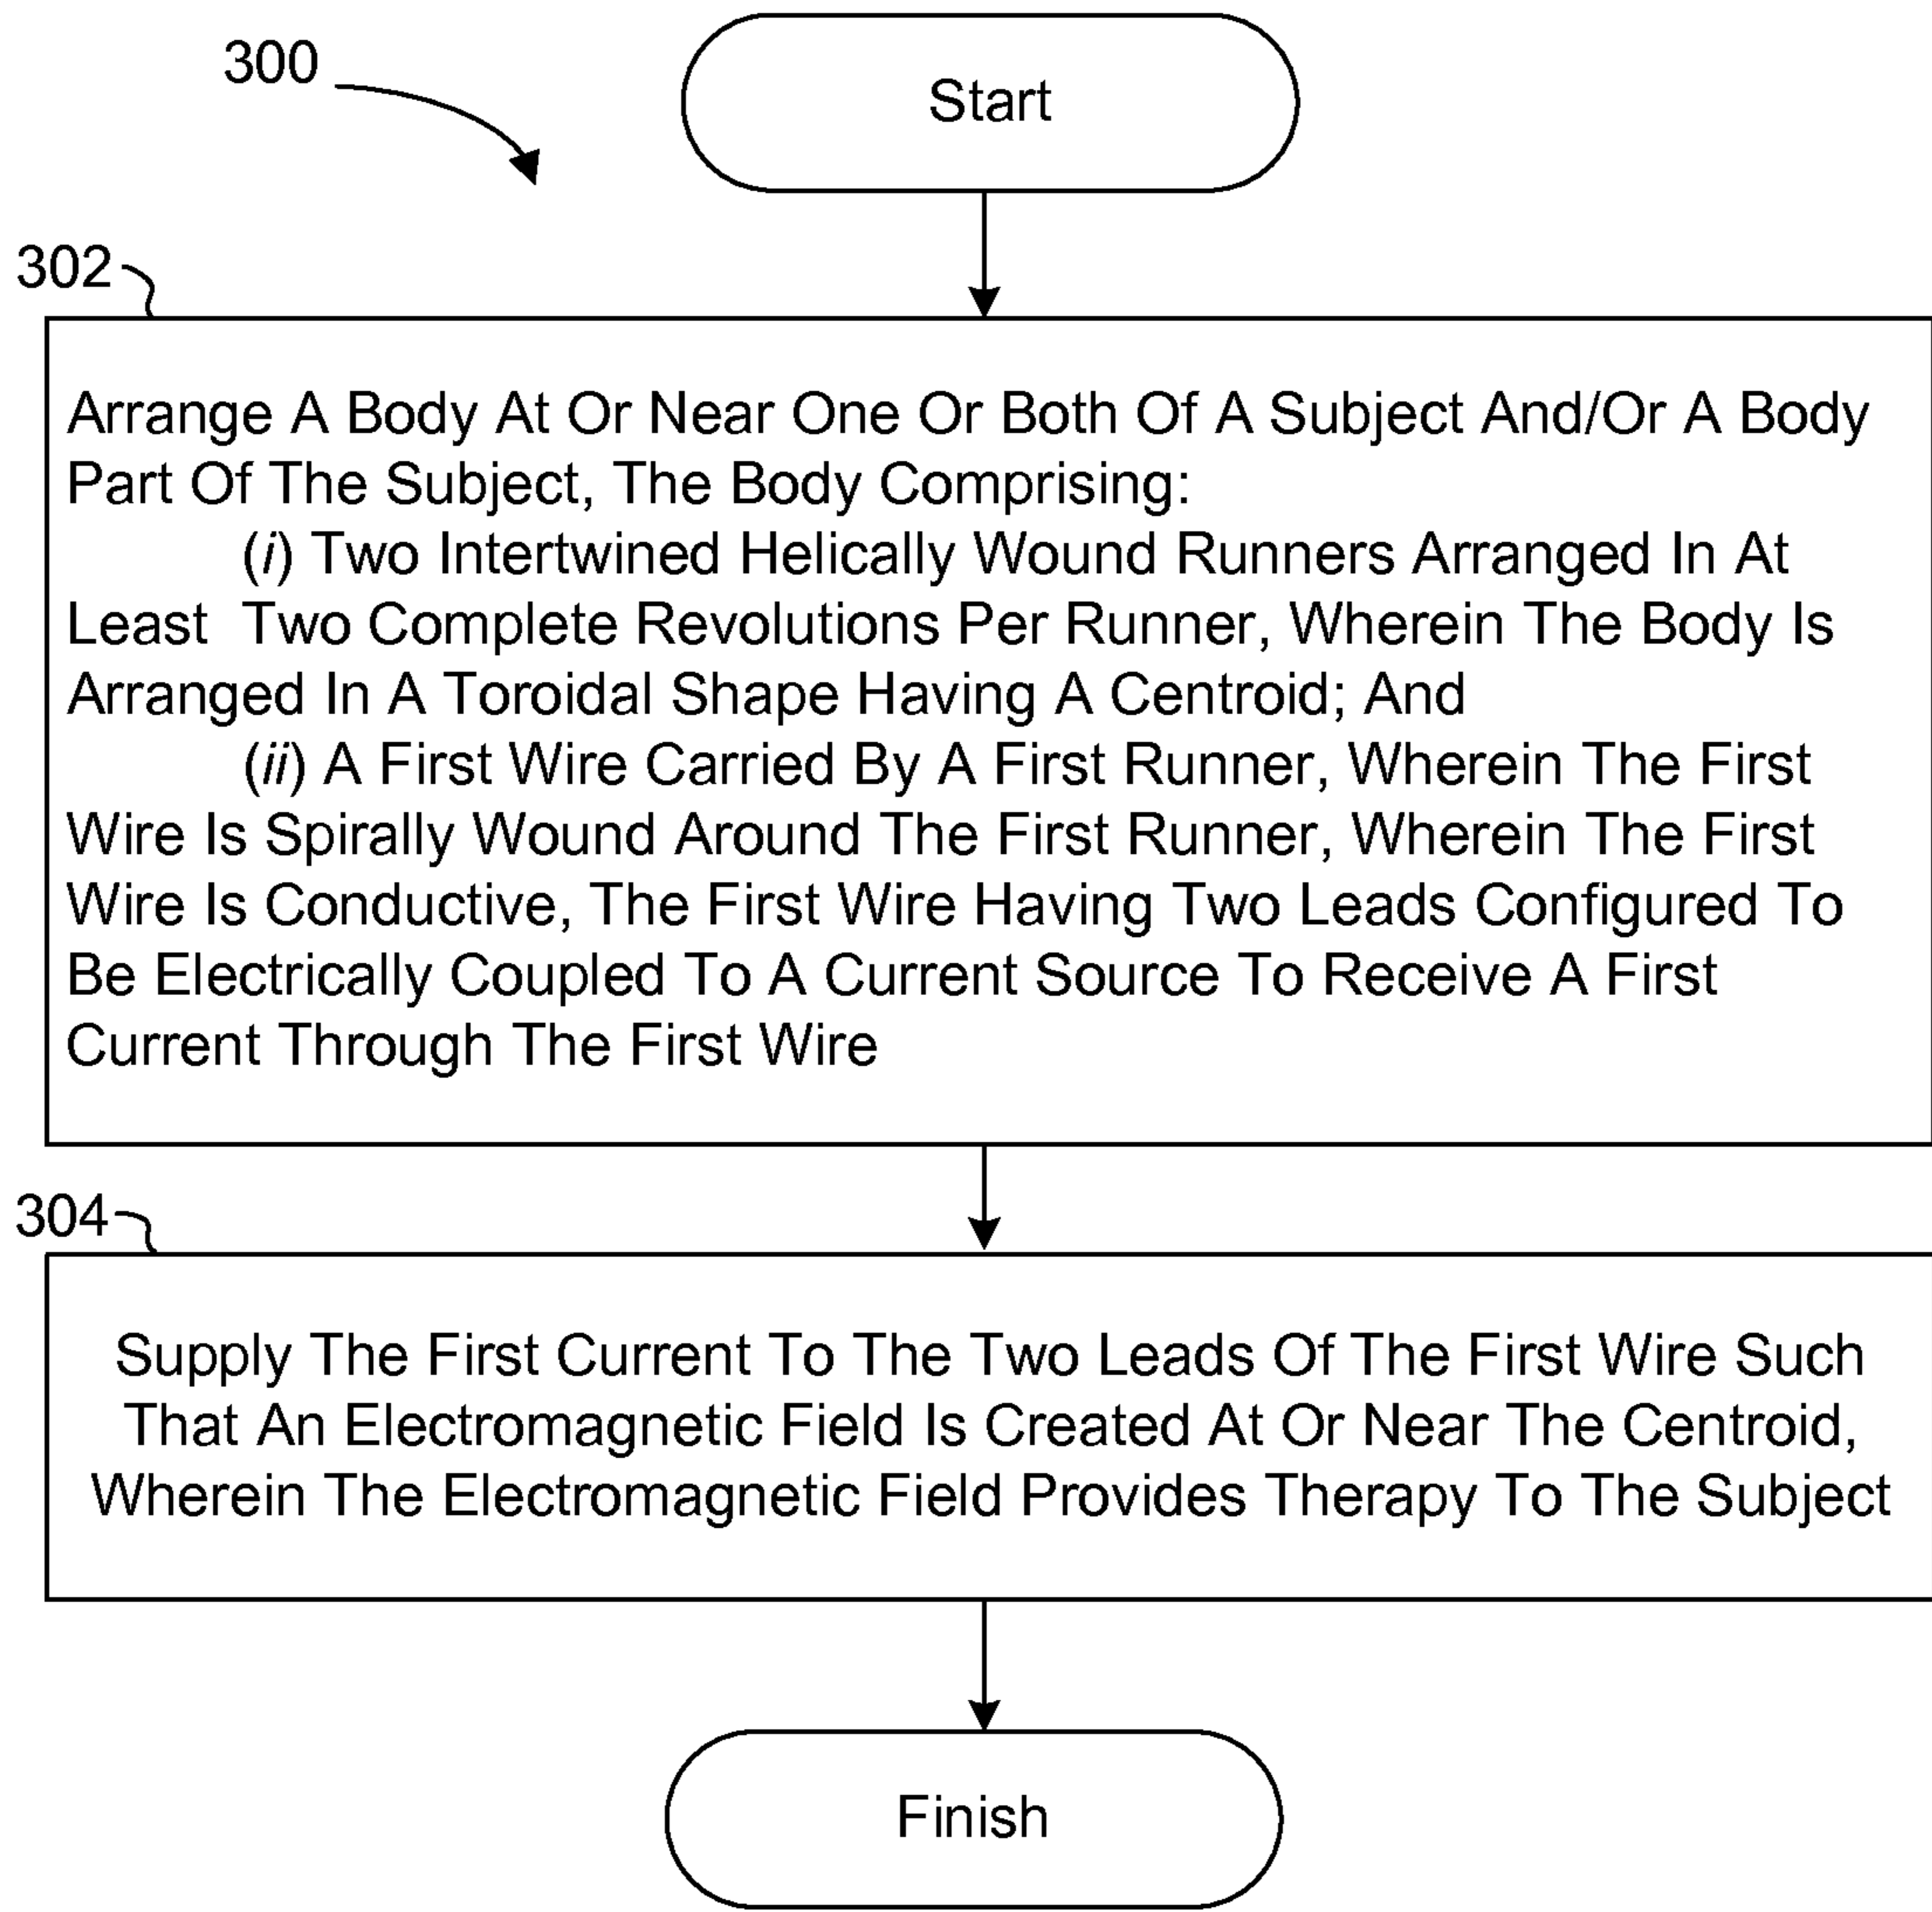 300
Start
302
Arrange A Body At Or Near One Or Both Of A Subject And/Or A Body
Part Of The Subject, The Body Comprising:
(i) Two Intertwined Helically Wound Runners Arranged In At
Least Two Complete Revolutions Per Runner, Wherein The Body Is
Arranged In A Toroidal Shape Having A Centroid; And
(ii) A First Wire Carried By A First Runner, Wherein The First
Wire Is Spirally Wound Around The First Runner, Wherein The First
Wire Is Conductive, The First Wire Having Two Leads Configured To
Be Electrically Coupled To A Current Source To Receive A First
Current Through The First Wire
304
Supply The First Current To The Two Leads Of The First Wire Such
That An Electromagnetic Field Is Created At Or Near The Centroid,
Wherein The Electromagnetic Field Provides Therapy To The Subject
Finish